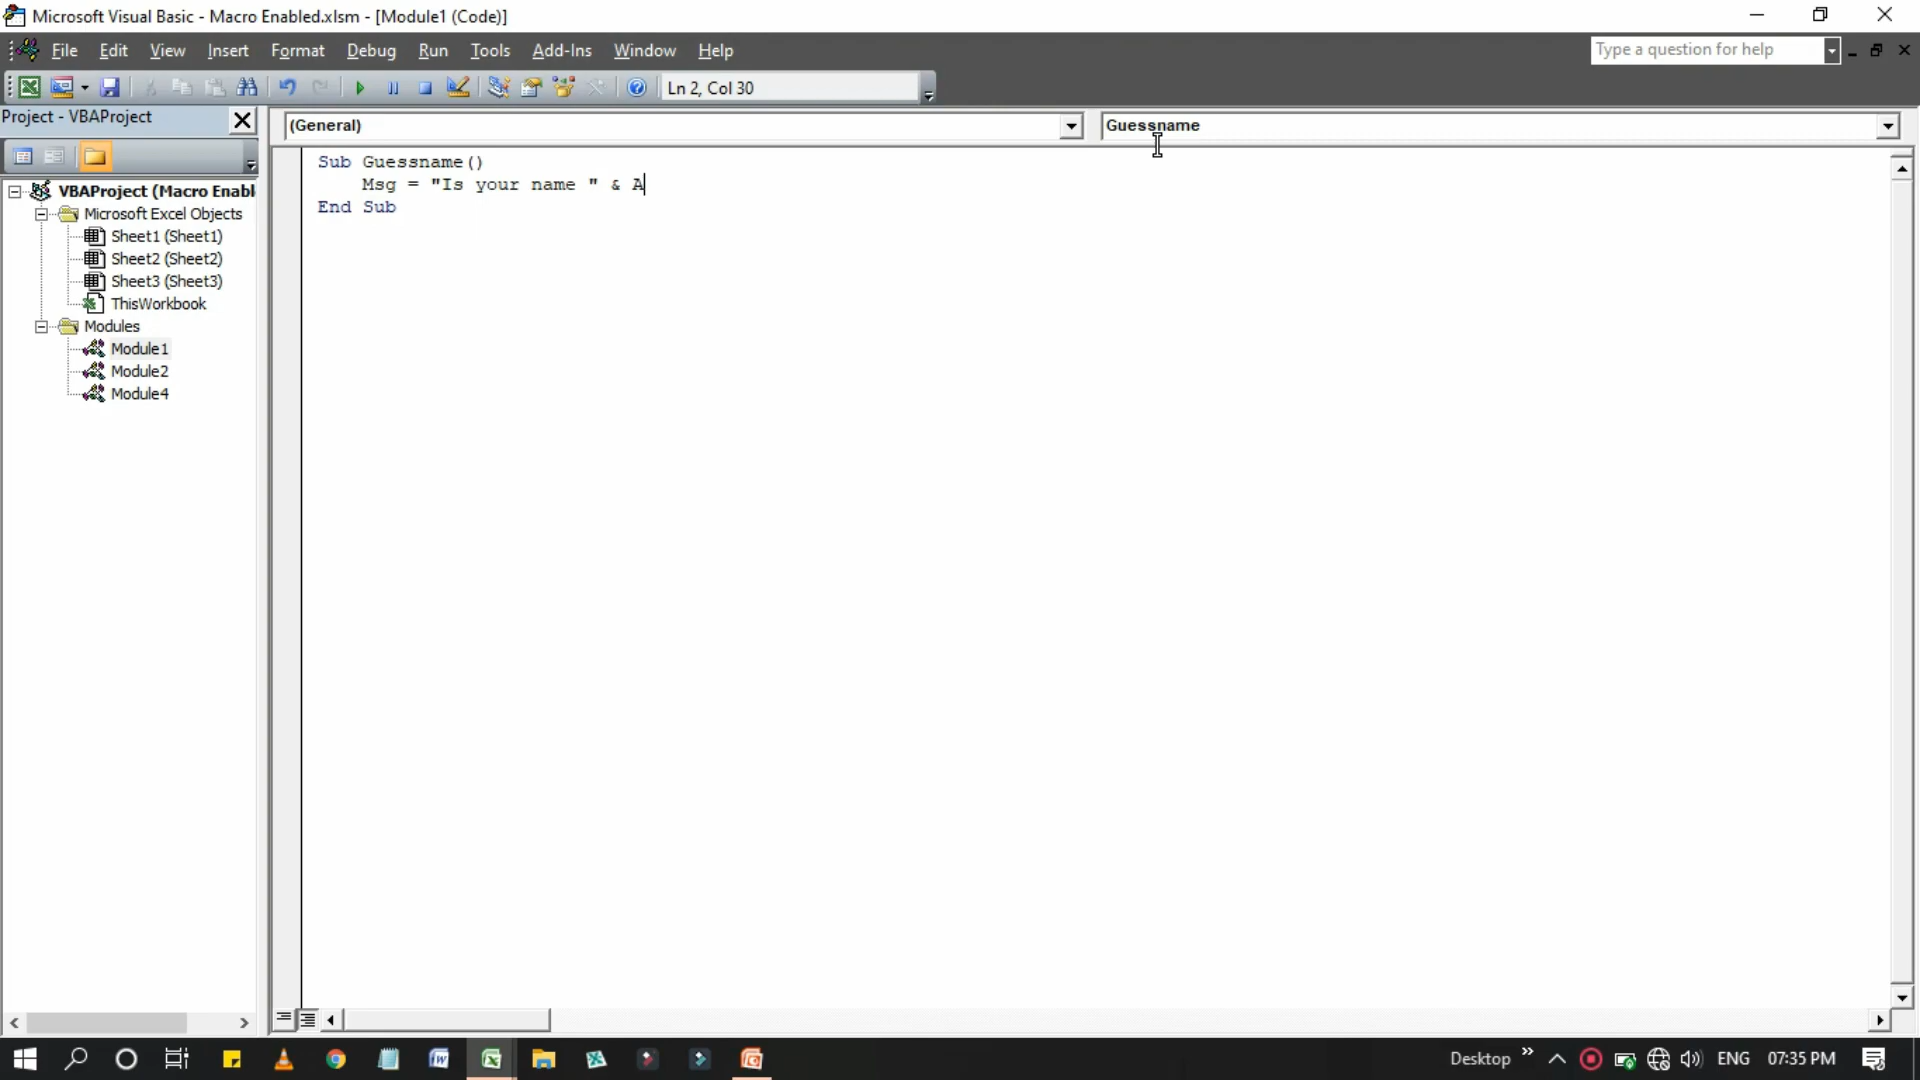 Microsoft Visual Basic - Macro Enabled.xlsm - [Module1 (Code)]
File Edit View Insert Format Debug Run Tools Add-Ins Window Help
Type a question for help
Ln 2, Col 30
Project - VBAProject
(General)
Guessname
VBAProject (Macro Enabl
Microsoft Excel Objects
Sheet1 (Sheet1)
Sheet2 (Sheet2)
Sheet3 (Sheet3)
ThisWorkbook
Modules
Module1
Module2
Module4
Sub Guessname()
Msg = "Is your name " & A
End Sub
Desktop
ENG
07:35 PM